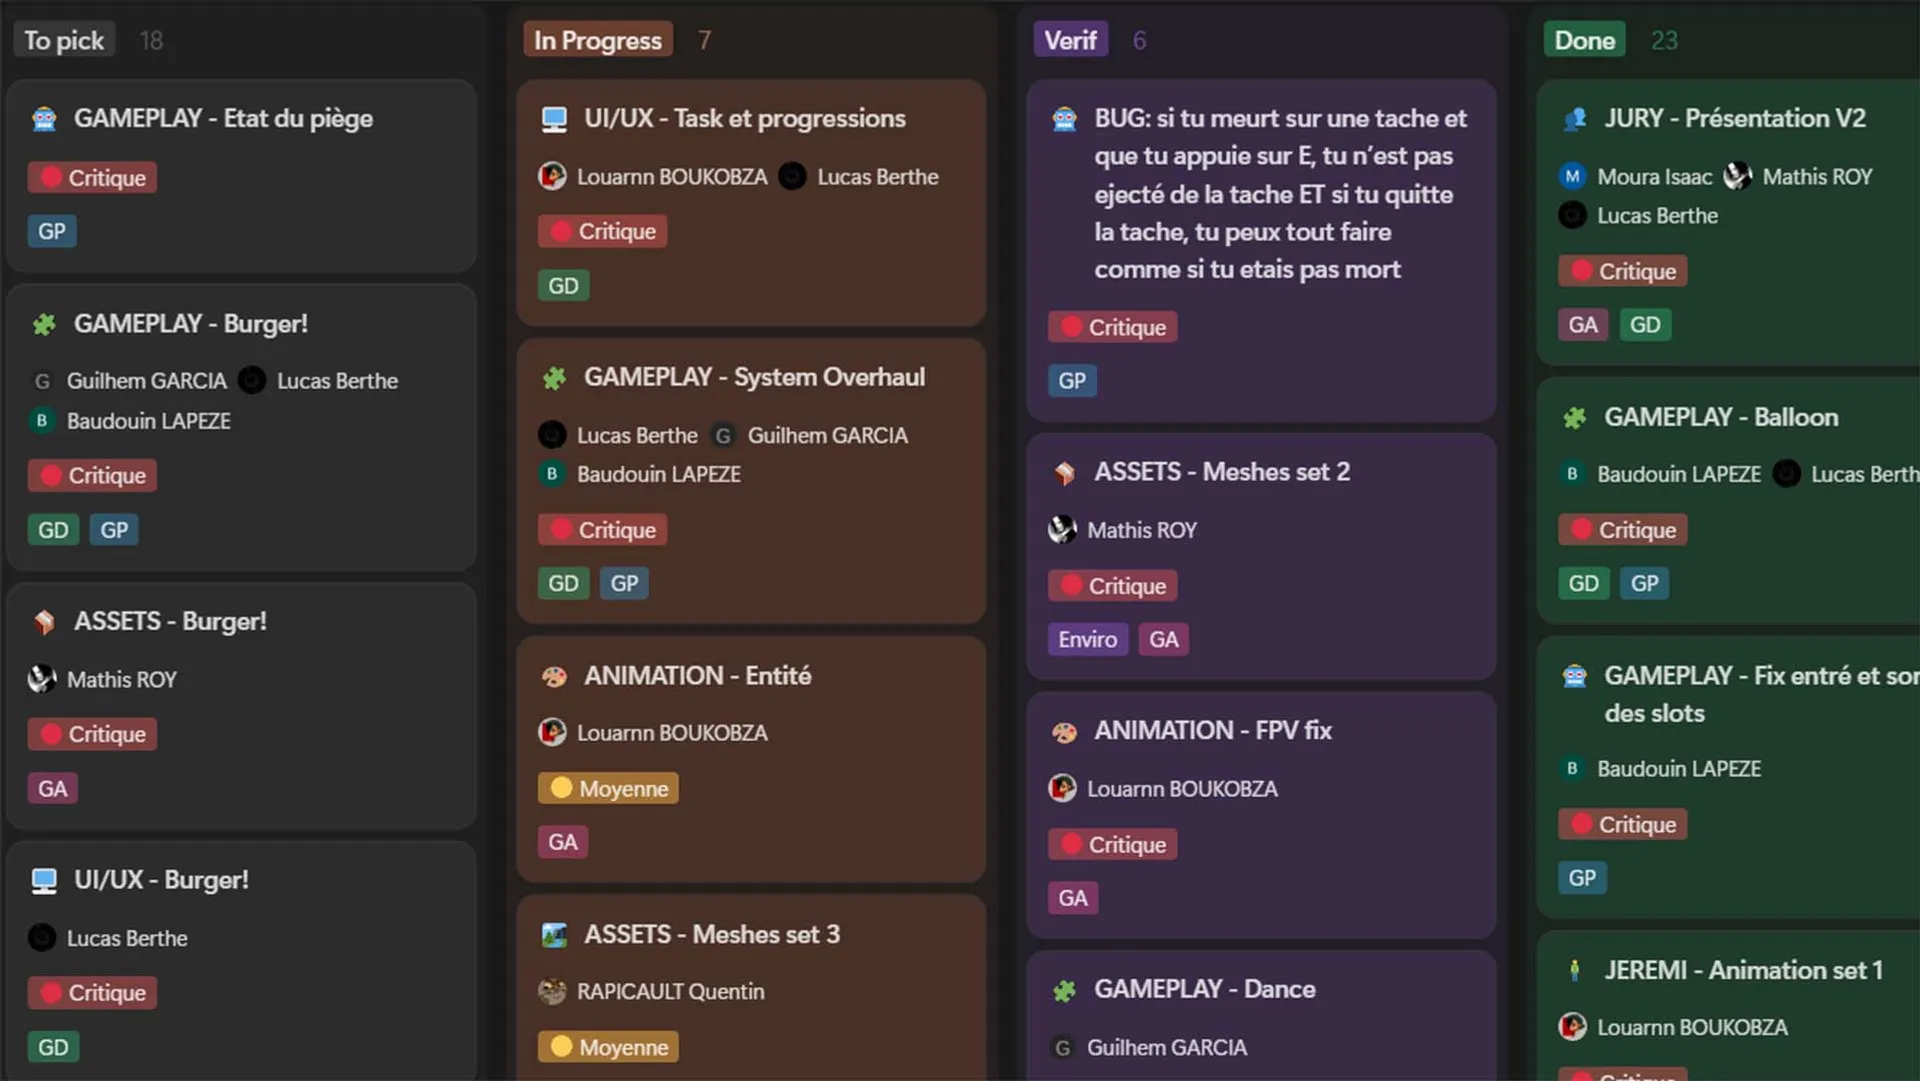 To pick 18
GAMEPLAY - Etat du piège
Critique
GP
GAMEPLAY - Burger!
G Guilhem GARCIA Lucas Berthe
B Baudouin LAPEZE
Critique
GD GP
ASSETS - Burger!
Mathis ROY
Critique
GA
UI/UX - Burger!
Lucas Berthe
Critique
GD
In Progress 7
UI/UX - Task et progressions
Louarnn BOUKOBZA Lucas Berthe
Critique
GD
GAMEPLAY - System Overhaul
Lucas Berthe G Guilhem GARCIA
B Baudouin LAPEZE
Critique
GD GP
ANIMATION - Entité
Louarnn BOUKOBZA
Moyenne
GA
ASSETS - Meshes set 3
RAPICAULT Quentin
Moyenne
Verif 6
BUG: si tu meurt sur une tache et
que tu appuie sur E, tu n’est pas
ejecté de la tache ET si tu quitte
la tache, tu peux tout faire
comme si tu etais pas mort
Critique
GP
ASSETS - Meshes set 2
Mathis ROY
Critique
Enviro GA
ANIMATION - FPV fix
Louarnn BOUKOBZA
Critique
GA
GAMEPLAY - Dance
G Guilhem GARCIA
Done 23
JURY - Présentation V2
M Moura Isaac Mathis ROY
Lucas Berthe
Critique
GA GD
GAMEPLAY - Balloon
B Baudouin LAPEZE Lucas Berth
Critique
GD GP
GAMEPLAY - Fix entré et sor
des slots
B Baudouin LAPEZE
Critique
GP
JEREMI - Animation set 1
Louarnn BOUKOBZA
Critique